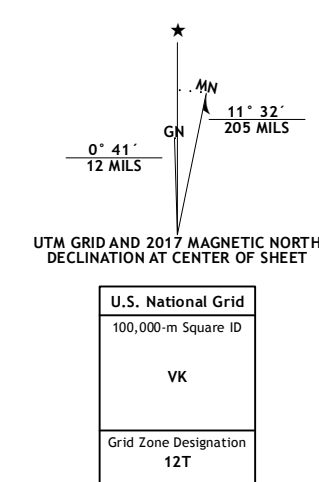 MN
GN
11° 32´
205 MILS
0° 41´
12 MILS
UTM GRID AND 2017 MAGNETIC NORTH
DECLINATION AT CENTER OF SHEET
U.S. National Grid
100,000-m Square ID
VK
Grid Zone Designation
12T